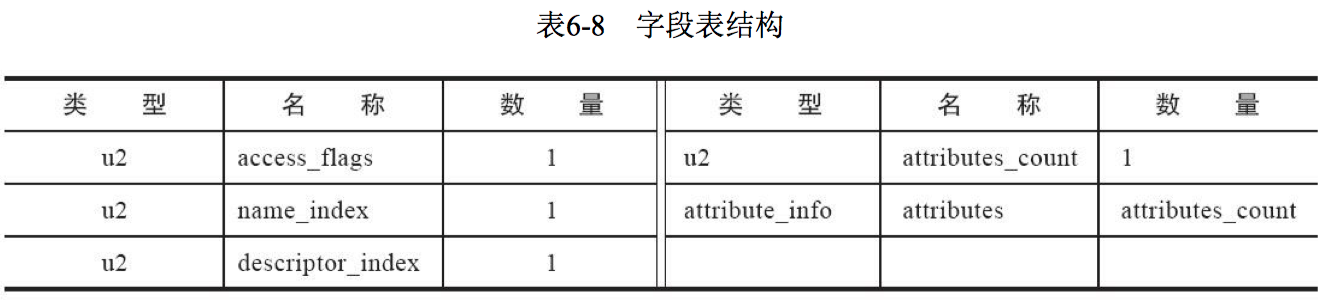 表6-8 字段表结构
类 型 名 称 数 量 类 型 名 称 数 量
u2 access_flags 1 u2 attributes_count 1
u2 name_index 1 attribute_info attributes attributes_count
u2 descriptor_index 1